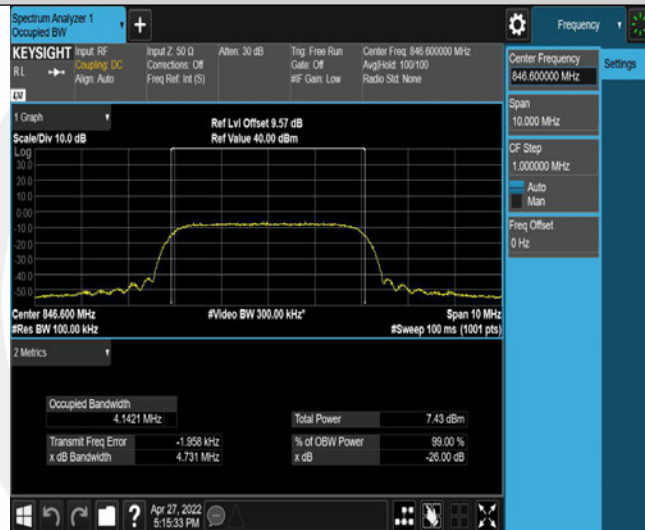 Spectrum Analyzer 1
Occupied BW
Frequency
KEYSIGHT
RL
Input: RF
Coupling: DC
Align: Auto
Input Z: 50 Ω
Corrections: Off
Freq Ref: Int (S)
Atten: 30 dB
Trig: Free Run
Gate: Off
#IF Gain: Low
Center Freq: 846.600000 MHz
Avg|Hold: 100/100
Radio Std: None
Center Frequency
846.600000 MHz
Settings
Span
10.000 MHz
CF Step
1.000000 MHz
Auto
Man
Freq Offset
0 Hz
1 Graph
Scale/Div 10.0 dB
Ref Lvl Offset 9.57 dB
Ref Value 40.00 dBm
Log
30.0
20.0
10.0
0.00
-10.0
-20.0
-30.0
-40.0
-50.0
Center 846.600 MHz
#Video BW 300.00 kHz*
Span 10 MHz
#Res BW 100.00 kHz
#Sweep 100 ms (1001 pts)
2 Metrics
Occupied Bandwidth
4.1421 MHz
Total Power 7.43 dBm
Transmit Freq Error -1.958 kHz
% of OBW Power 99.00 %
x dB Bandwidth 4.731 MHz
x dB -26.00 dB
?
Apr 27, 2022
5:15:33 PM